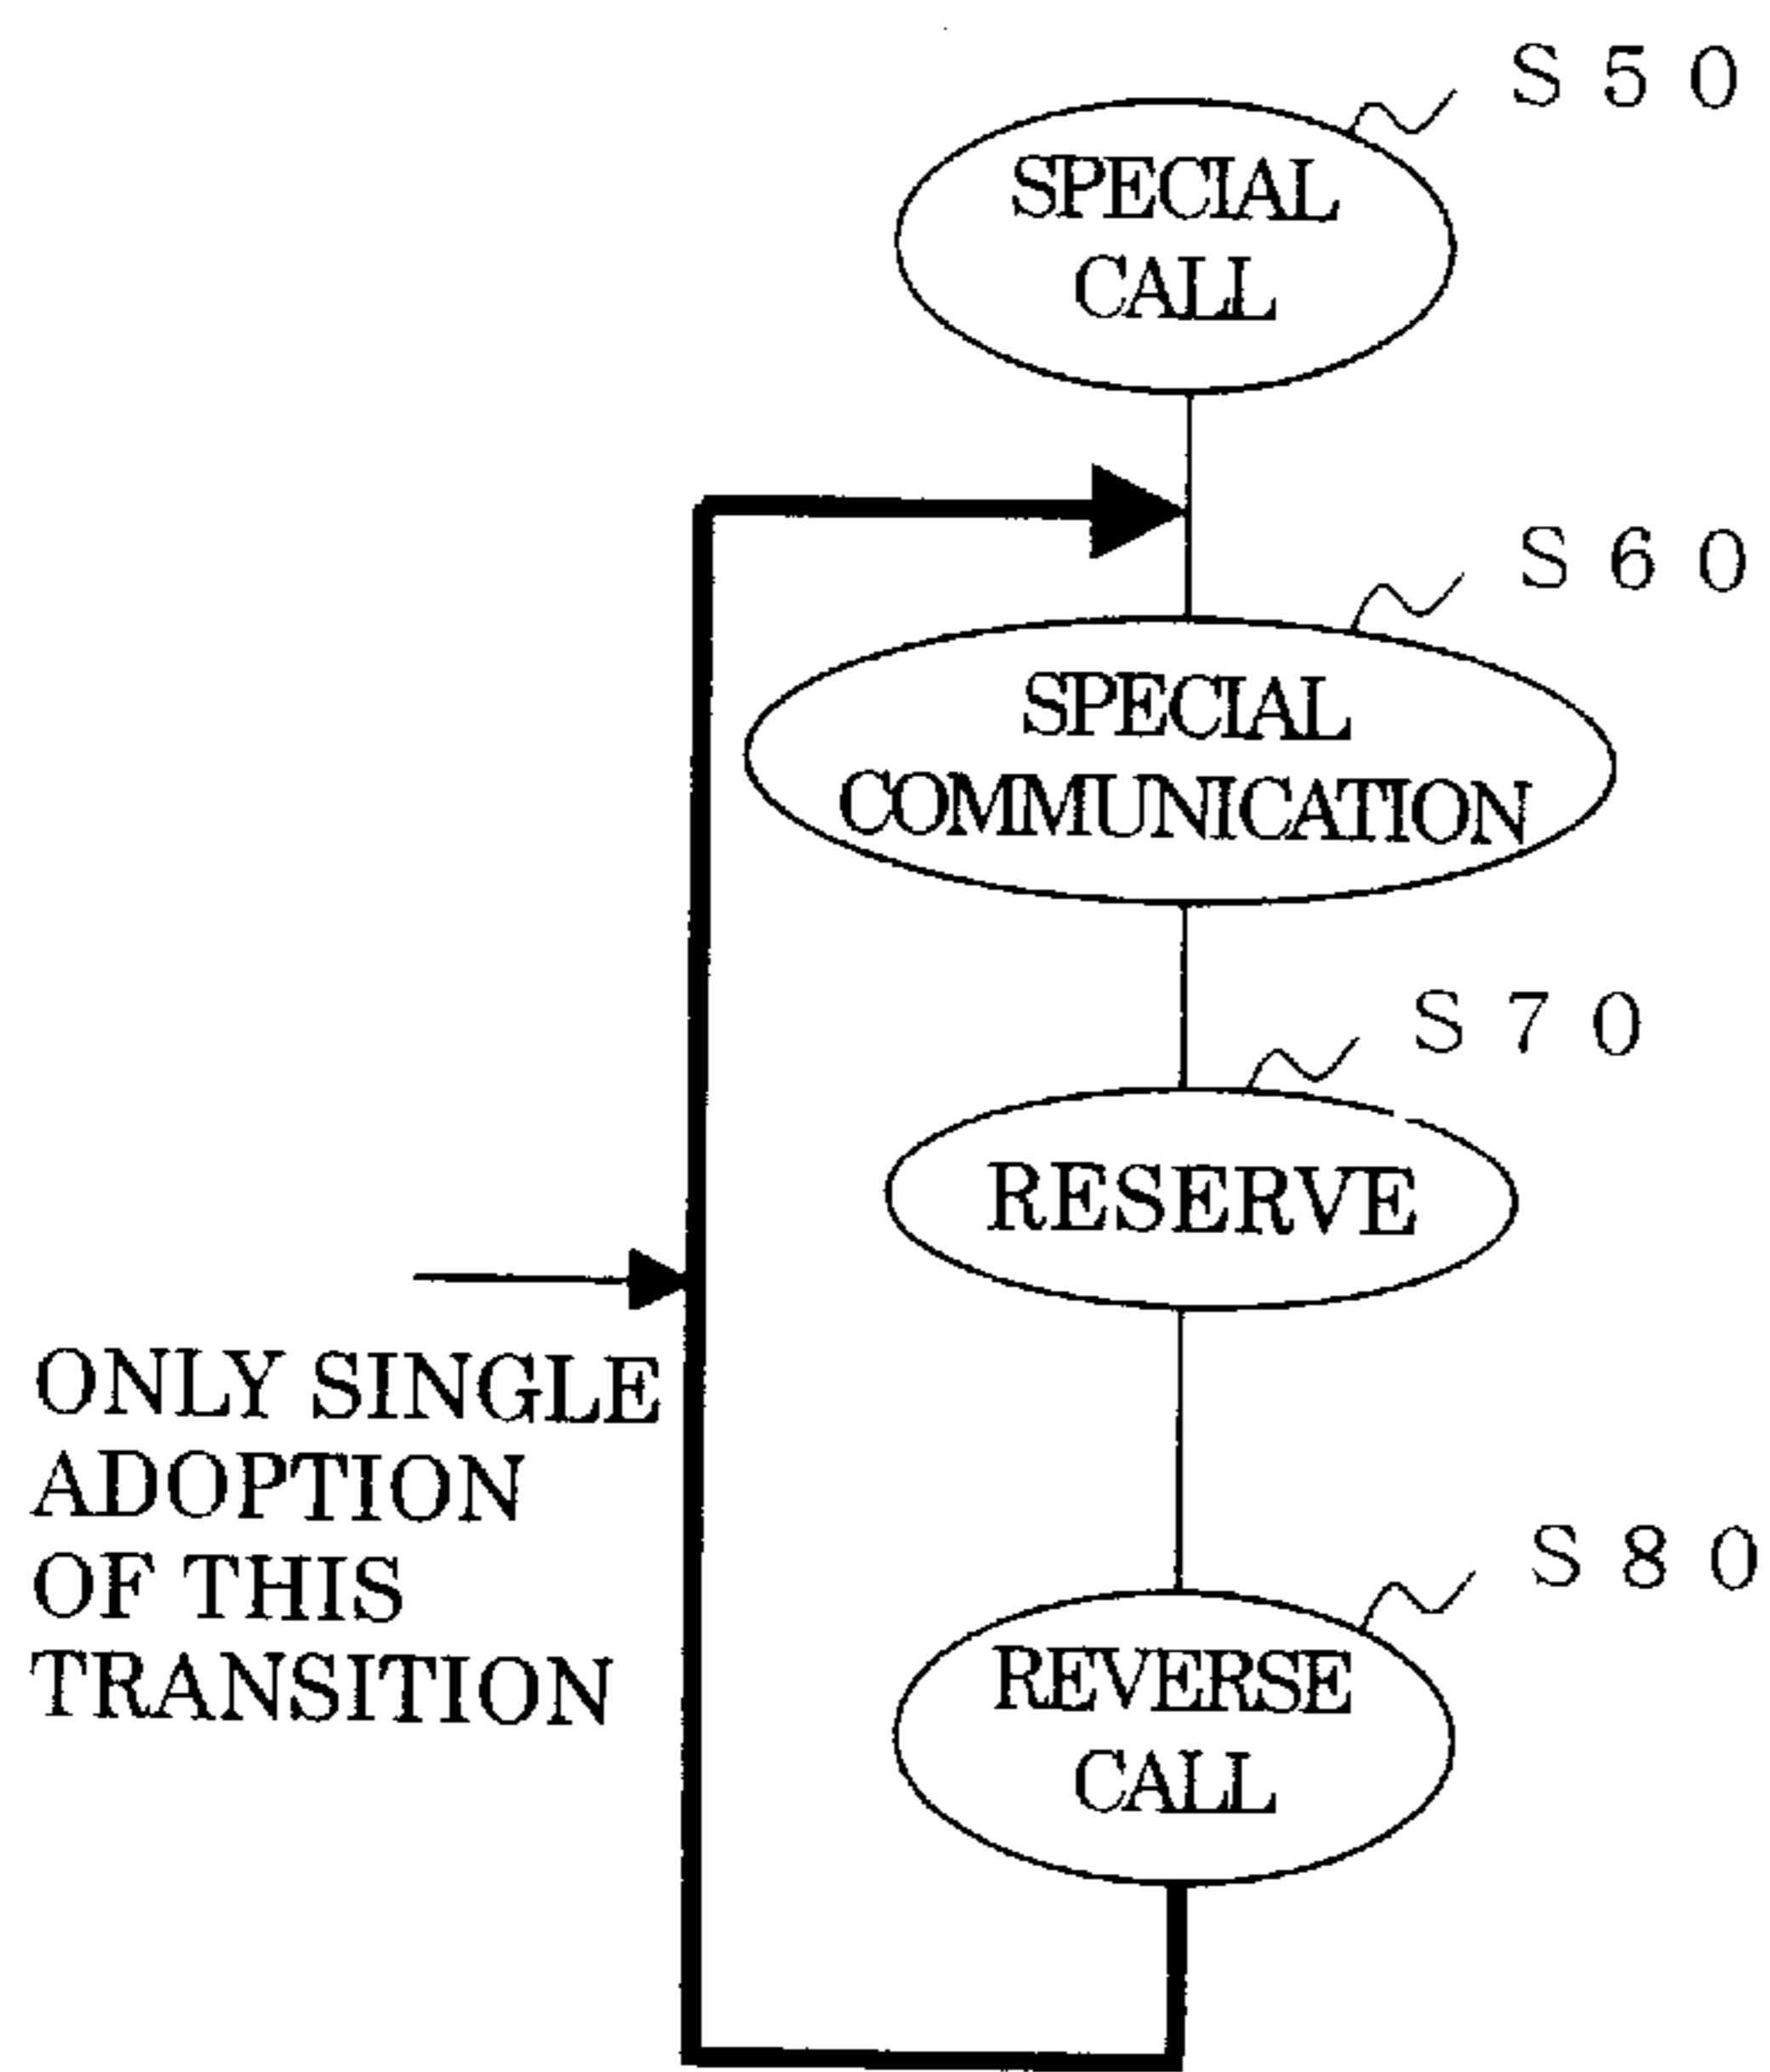 S 5 0
SPECIAL
CALL
S 6 0
SPECIAL
COMMUNICATION
S 7 0
RESERVE
ONLY SINGLE
ADOPTION
OF THIS
TRANSITION
S 8 0
REVERSE
CALL